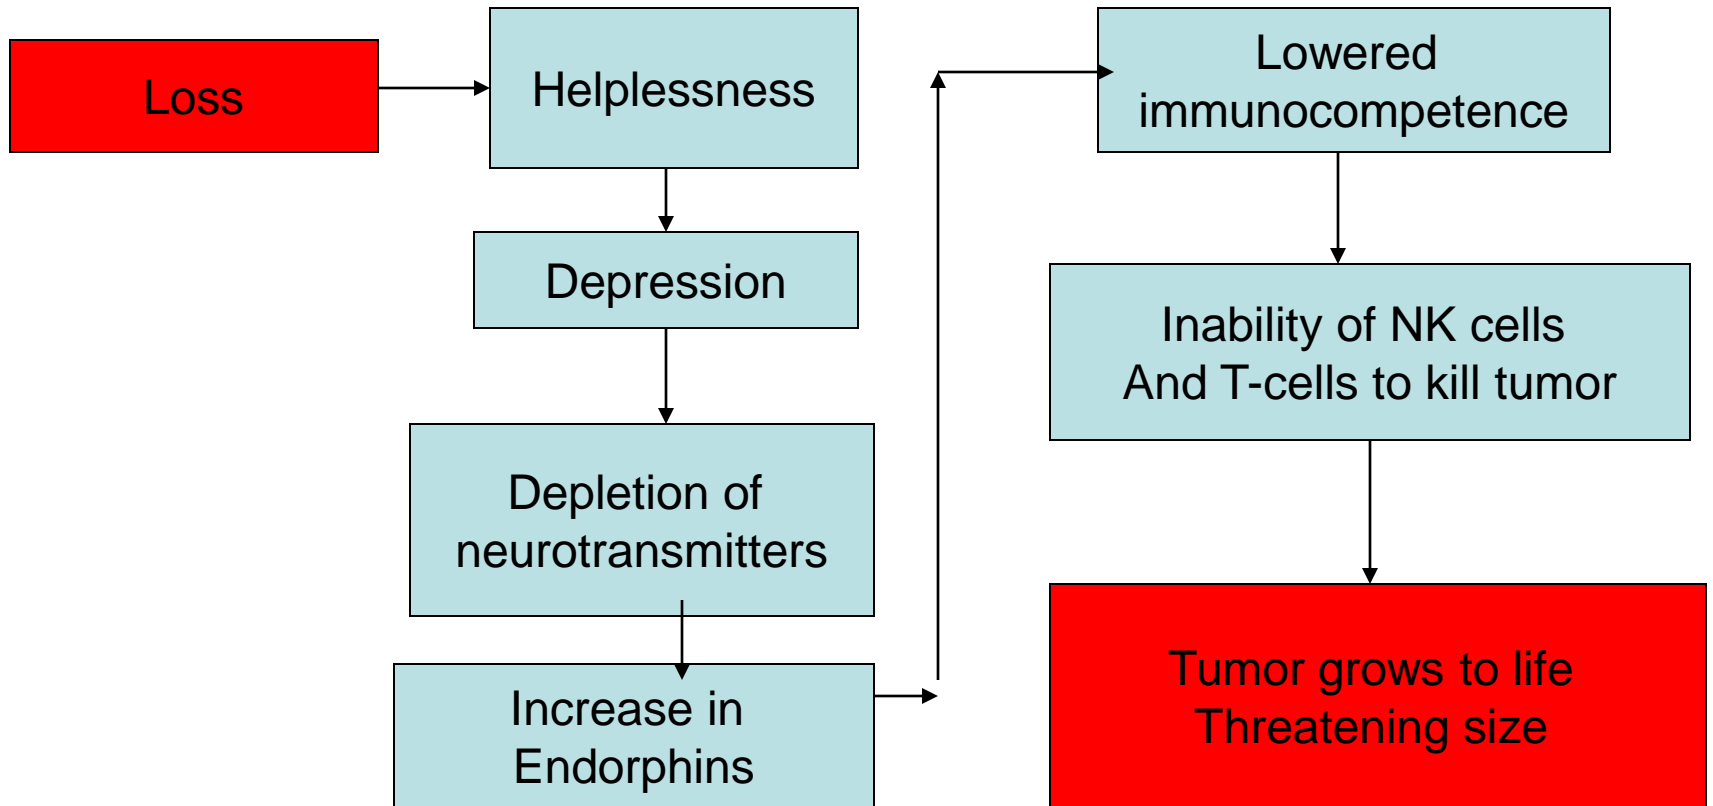 Loss
Helplessness
Depression
Depletion of
neurotransmitters
Increase in
Endorphins
Lowered
immunocompetence
Inability of NK cells
And T-cells to kill tumor
Tumor grows to life
Threatening size